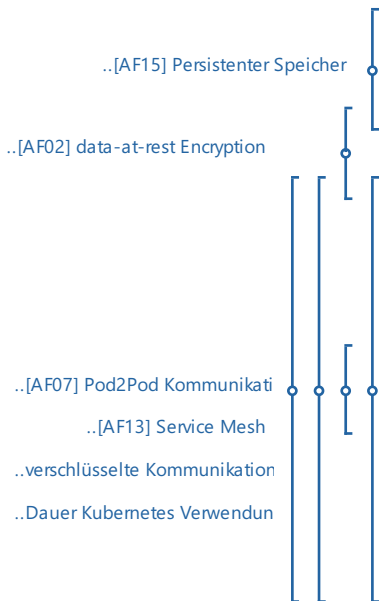 ..[AF15] Persistenter Speicher
..[AF02] data-at-rest Encryption
..[AF07] Pod2Pod Kommunikati
..[AF13] Service Mesh
..verschlüsselte Kommunikation
..Dauer Kubernetes Verwendun